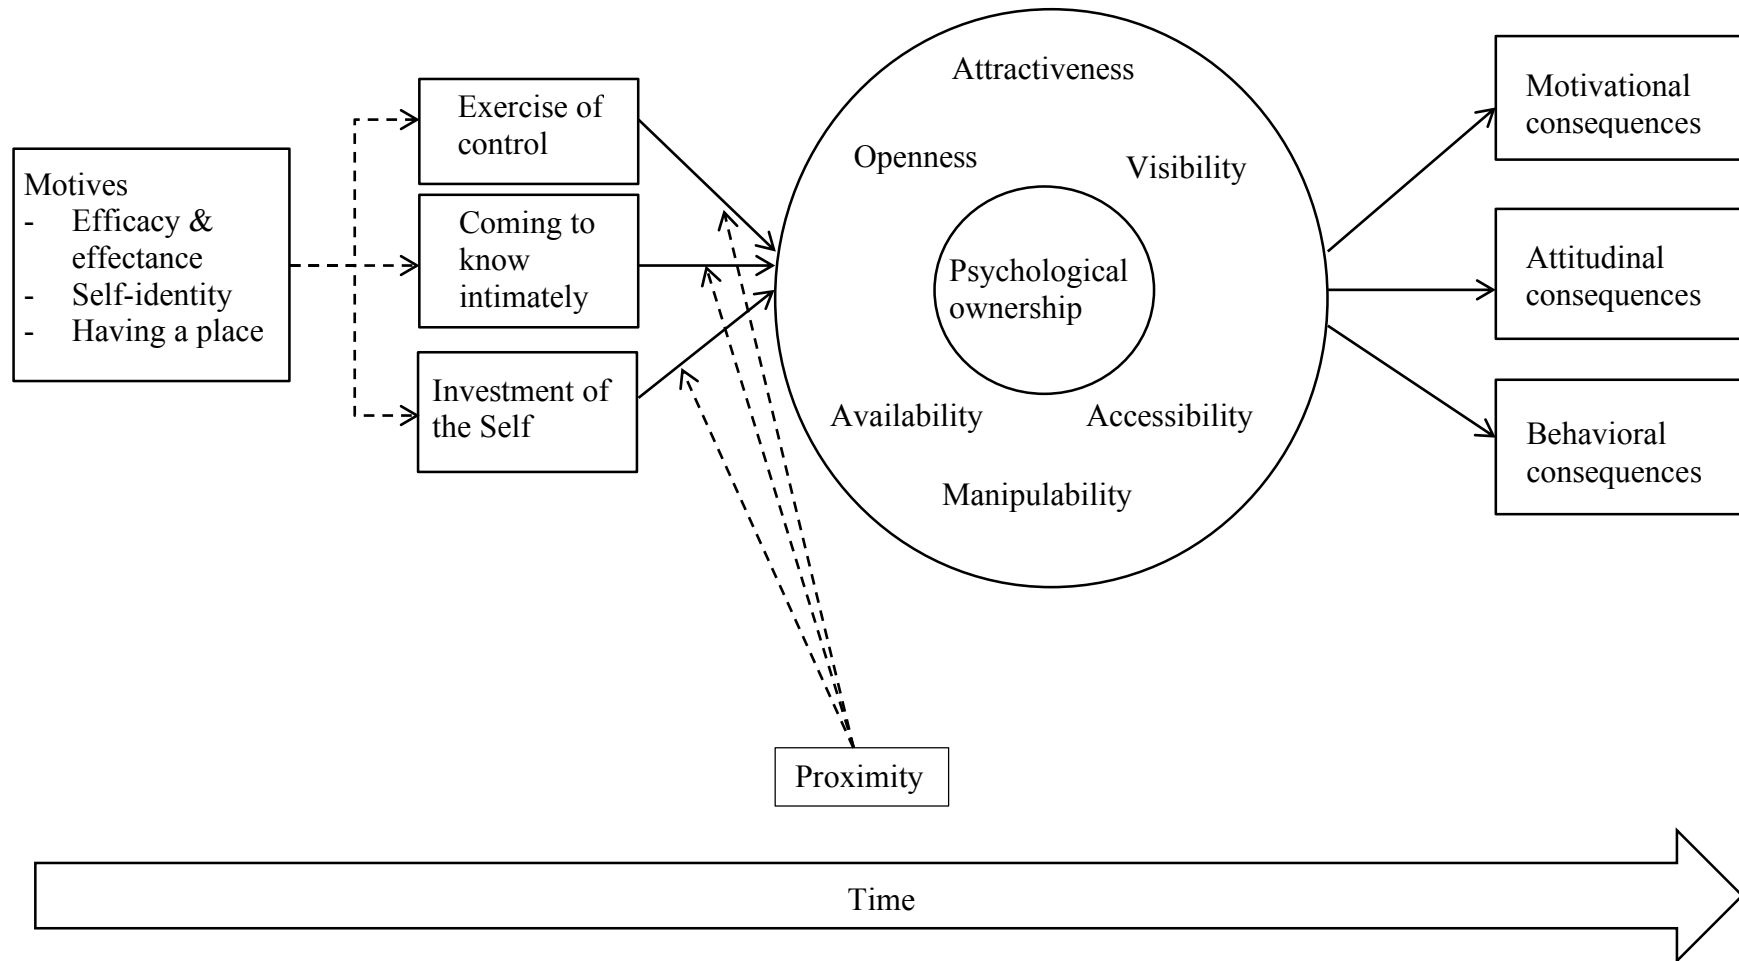 Motives
- Efficacy &
effectance
- Self-identity
- Having a place
Exercise of
control
Coming to
know
intimately
Investment of
the Self
Attractiveness
Openness
Visibility
Psychological
ownership
Availability
Accessibility
Manipulability
Motivational
consequences
Attitudinal
consequences
Behavioral
consequences
Proximity
Time